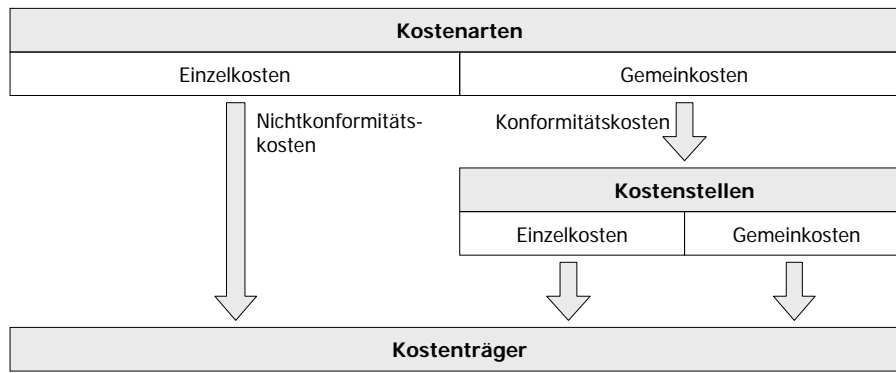 Kostenarten
Einzelkosten
Gemeinkosten
Nichtkonformitäts-
kosten
Konformitätskosten
Kostenstellen
Einzelkosten
Gemeinkosten
Kostenträger